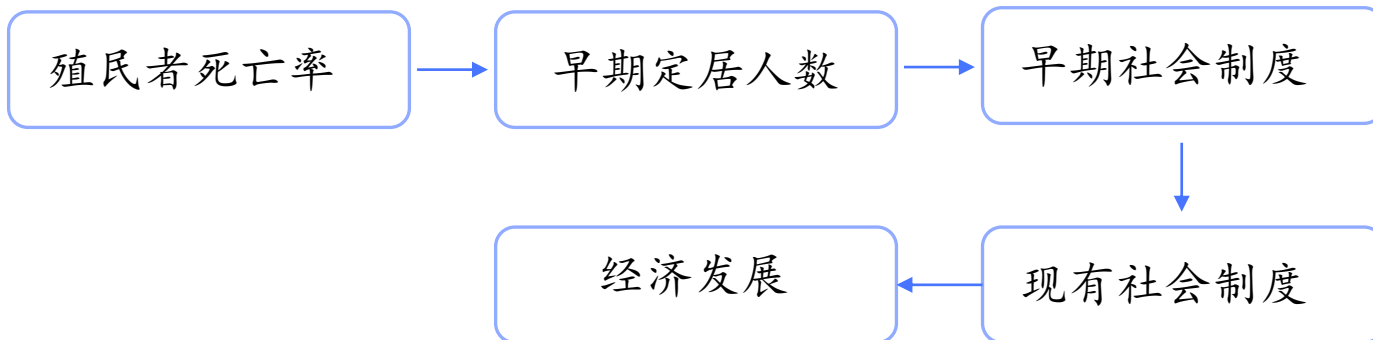 殖民者死亡率
早期定居人数
早期社会制度
现有社会制度
经济发展